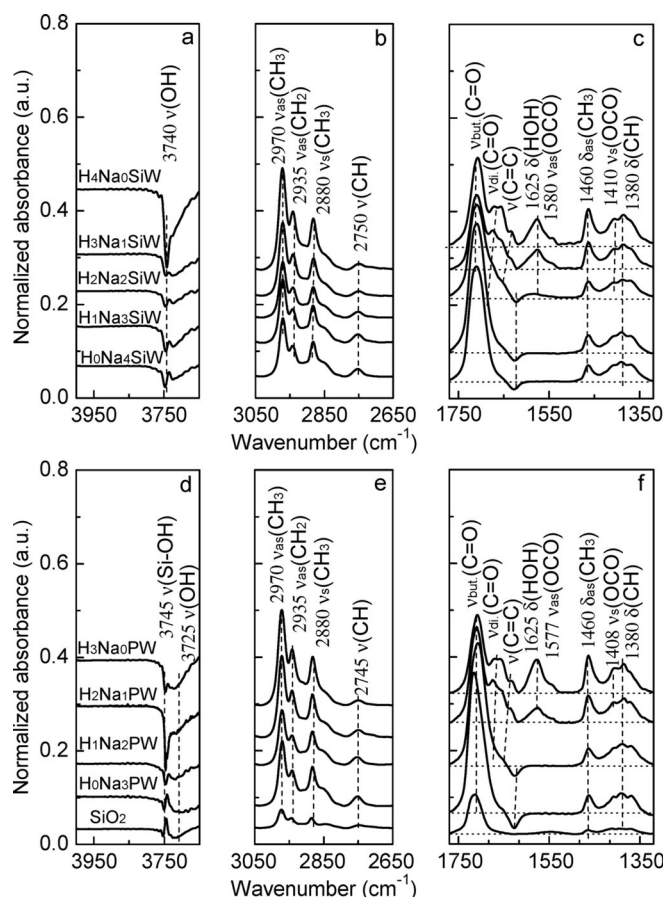 a
b
c
Normalized absorbance (a.u.)
0.8
0.6
0.4
0.2
0.0
3740 ν(OH)
H₄Na₀SiW
H₃Na₁SiW
H₂Na₂SiW
H₁Na₃SiW
H₀Na₄SiW
2970 νas(CH₃)
2935 νas(CH₂)
2880 νs(CH₃)
2750 ν(CH)
νbut.(C=O)
νdi.(C=O)
ν(C=C)
1625 δ(HOH)
1580 νas(OCO)
1460 δas(CH₃)
1410 νs(OCO)
1380 δ(CH)
3950 3750
3050 2850 2650
1750 1550 1350
Wavenumber (cm⁻¹)
d
e
f
Normalized absorbance (a.u.)
0.8
0.6
0.4
0.2
0.0
3745 ν(Si-OH)
3725 ν(OH)
H₃Na₀PW
H₂Na₁PW
H₁Na₂PW
H₀Na₃PW
SiO₂
2970 νas(CH₃)
2935 νas(CH₂)
2880 νs(CH₃)
2745 ν(CH)
νbut.(C=O)
νdi.(C=O)
ν(C=C)
1625 δ(HOH)
1577 νas(OCO)
1460 δas(CH₃)
1408 νs(OCO)
1380 δ(CH)
3950 3750
3050 2850 2650
1750 1550 1350
Wavenumber (cm⁻¹)